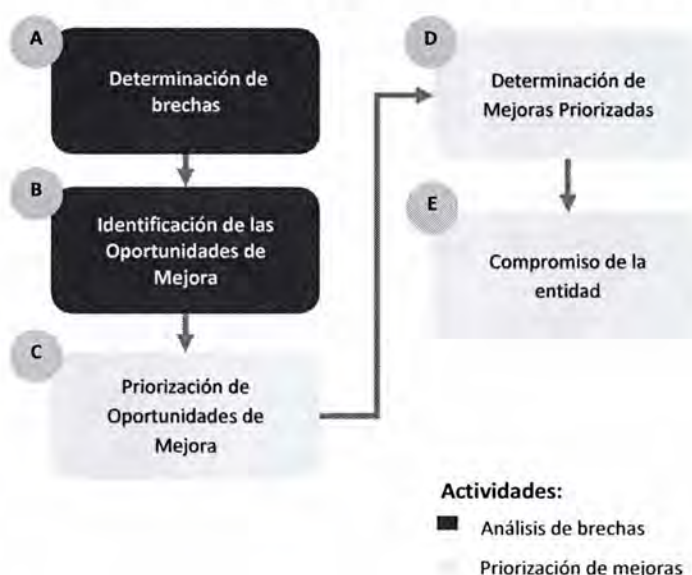 A
Determinación de
brechas
B
Identificación de las
Oportunidades de
Mejora
C
Priorización de
Oportunidades de
Mejora
D
Determinación de
Mejoras Priorizadas
E
Compromiso de la
entidad
Actividades:
Análisis de brechas
Priorización de mejoras